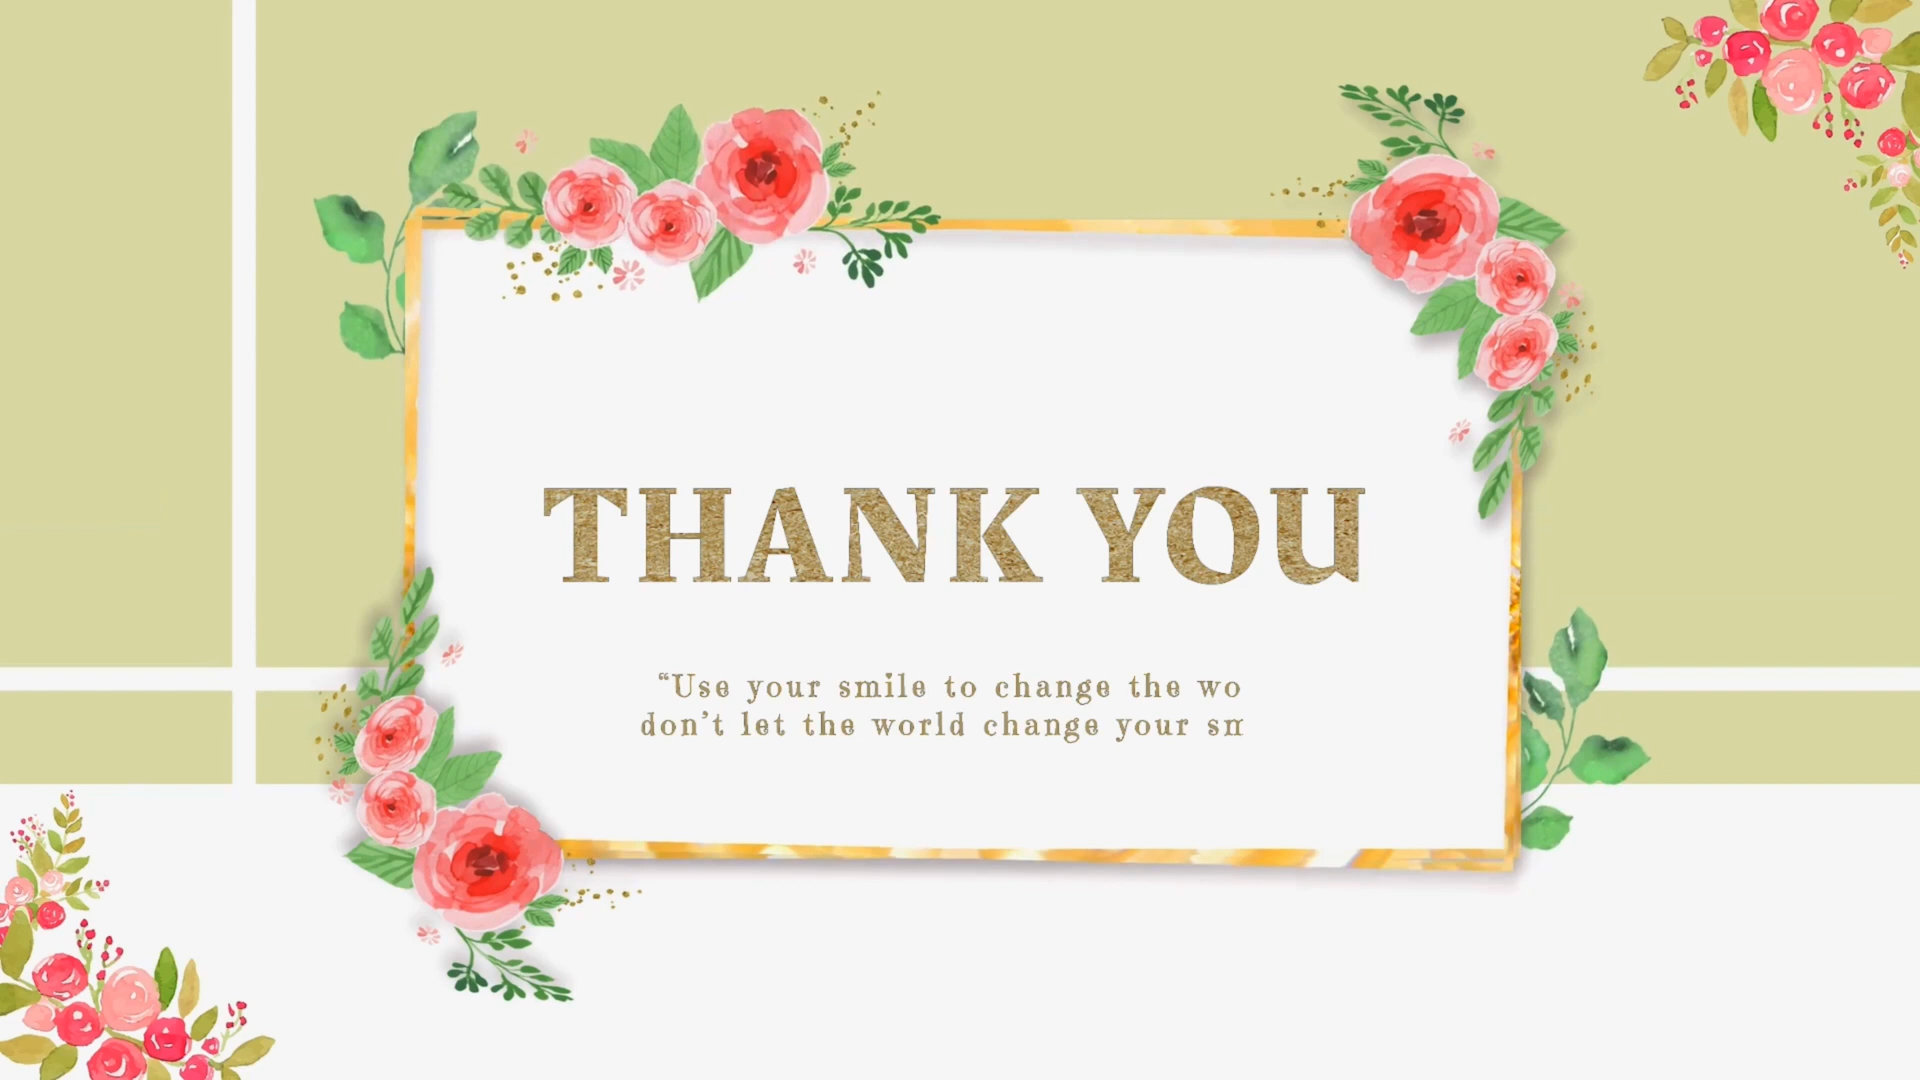 THANK YOU
“Use your smile to change the wo
don’t let the world change your sm